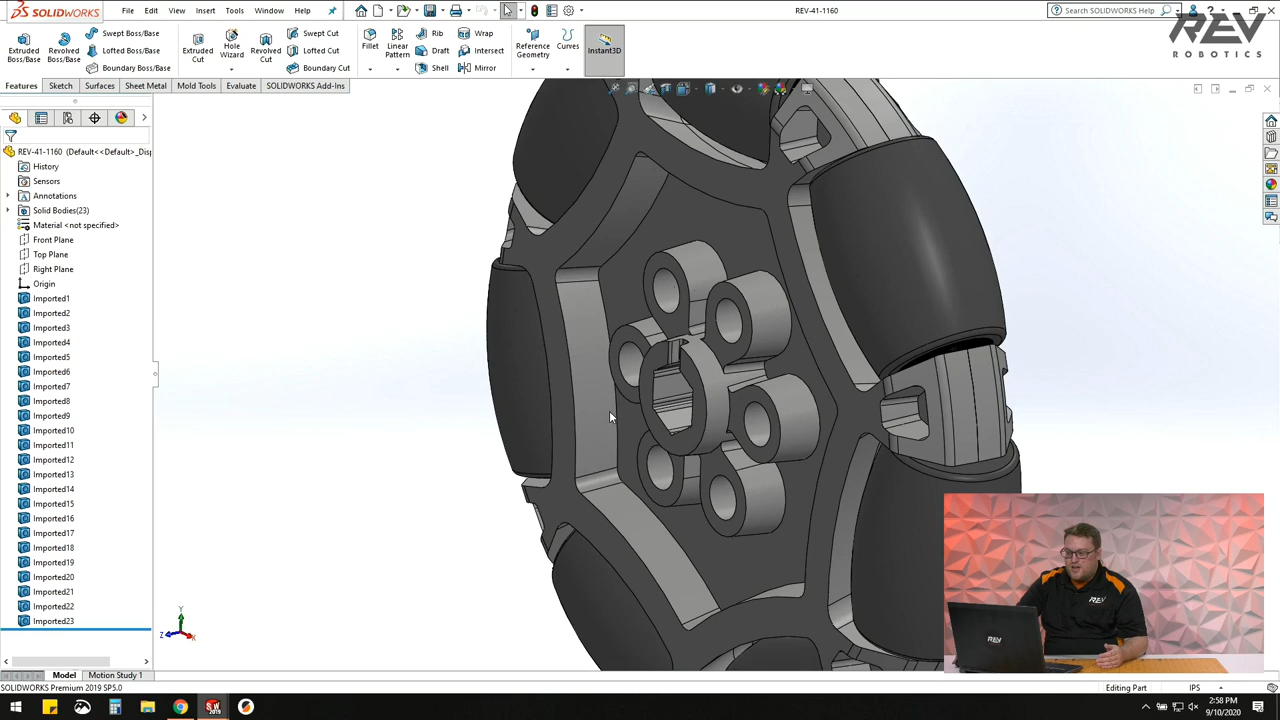 SOLIDWORKS
File
Edit
View
Insert
Tools
Window
Help
REV-41-1160
Search SOLIDWORKS Help
REV
ROBOTICS
Extruded Boss/Base
Revolved Boss/Base
Swept Boss/Base
Lofted Boss/Base
Boundary Boss/Base
Extruded Cut
Hole Wizard
Revolved Cut
Swept Cut
Lofted Cut
Boundary Cut
Fillet
Linear Pattern
Rib
Draft
Shell
Wrap
Intersect
Mirror
Reference Geometry
Curves
Instant3D
Features
Sketch
Surfaces
Sheet Metal
Mold Tools
Evaluate
SOLIDWORKS Add-Ins
REV-41-1160 (Default<<Default>_Disp
History
Sensors
Annotations
Solid Bodies(23)
Material <not specified>
Front Plane
Top Plane
Right Plane
Origin
Imported1
Imported2
Imported3
Imported4
Imported5
Imported6
Imported7
Imported8
Imported9
Imported10
Imported11
Imported12
Imported13
Imported14
Imported15
Imported16
Imported17
Imported18
Imported19
Imported20
Imported21
Imported22
Imported23
Y
Z
X
REV
REV
Model
Motion Study 1
SOLIDWORKS Premium 2019 SP5.0
Editing Part
IPS
SW
2019
2:58 PM
9/10/2020